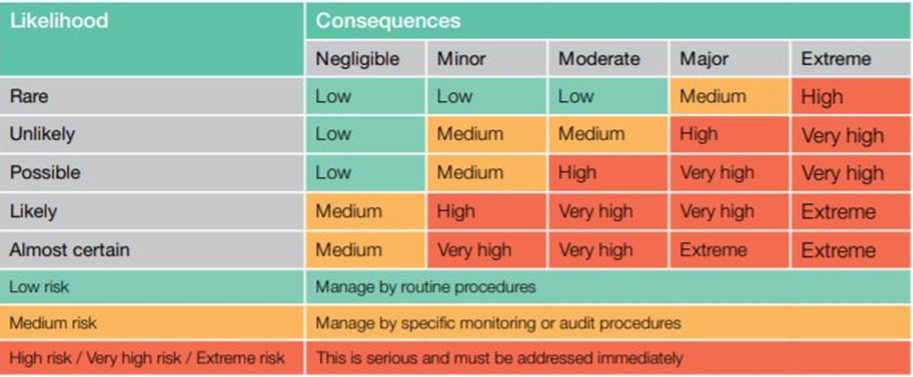 Likelihood Consequences
Negligible Minor Moderate Major Extreme
Rare Low Low Low Medium High
Unlikely Low Medium Medium High Very high
Possible Low Medium High Very high Very high
Likely Medium High Very high Very high Extreme
Almost certain Medium Very high Very high Extreme Extreme
Low risk Manage by routine procedures
Medium risk Manage by specific monitoring or audit procedures
High risk / Very high risk / Extreme risk This is serious and must be addressed immediately